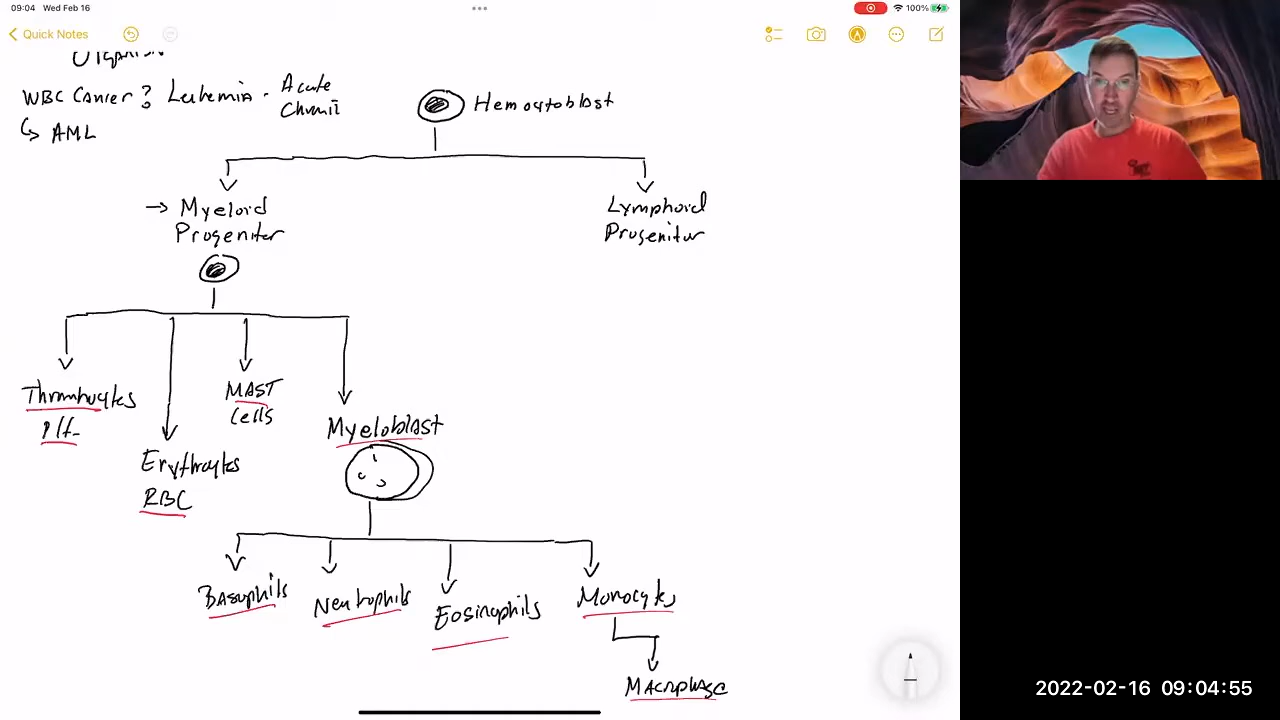 09:04 Wed Feb 16
100%
Quick Notes
WBC Cancer? Leukemia - Acute
Chronic
↳ AML
Hemocytoblast
→ Myeloid
Progenitor
Lymphoid
Progenitor
Thrombocytes
Plt
MAST
Cells
Myeloblast
Erythrocytes
RBC
Basophils
Neutrophils
Eosinophils
Monocytes
Macrophage
2022-02-16 09:04:55